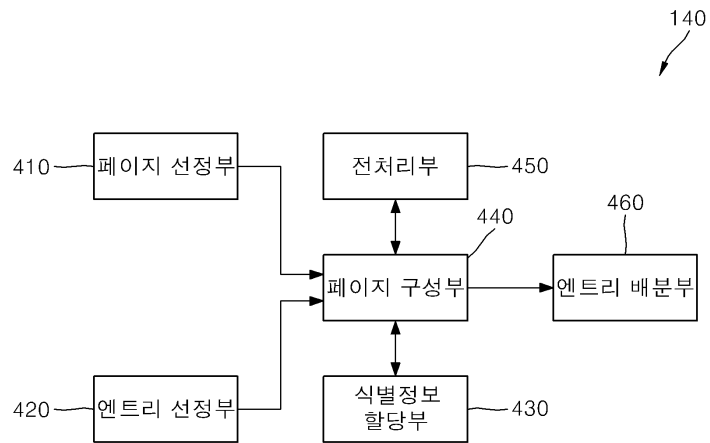 140
410
페이지 선정부
전처리부
450
440
460
페이지 구성부
엔트리 배분부
420
엔트리 선정부
식별정보
할당부
430